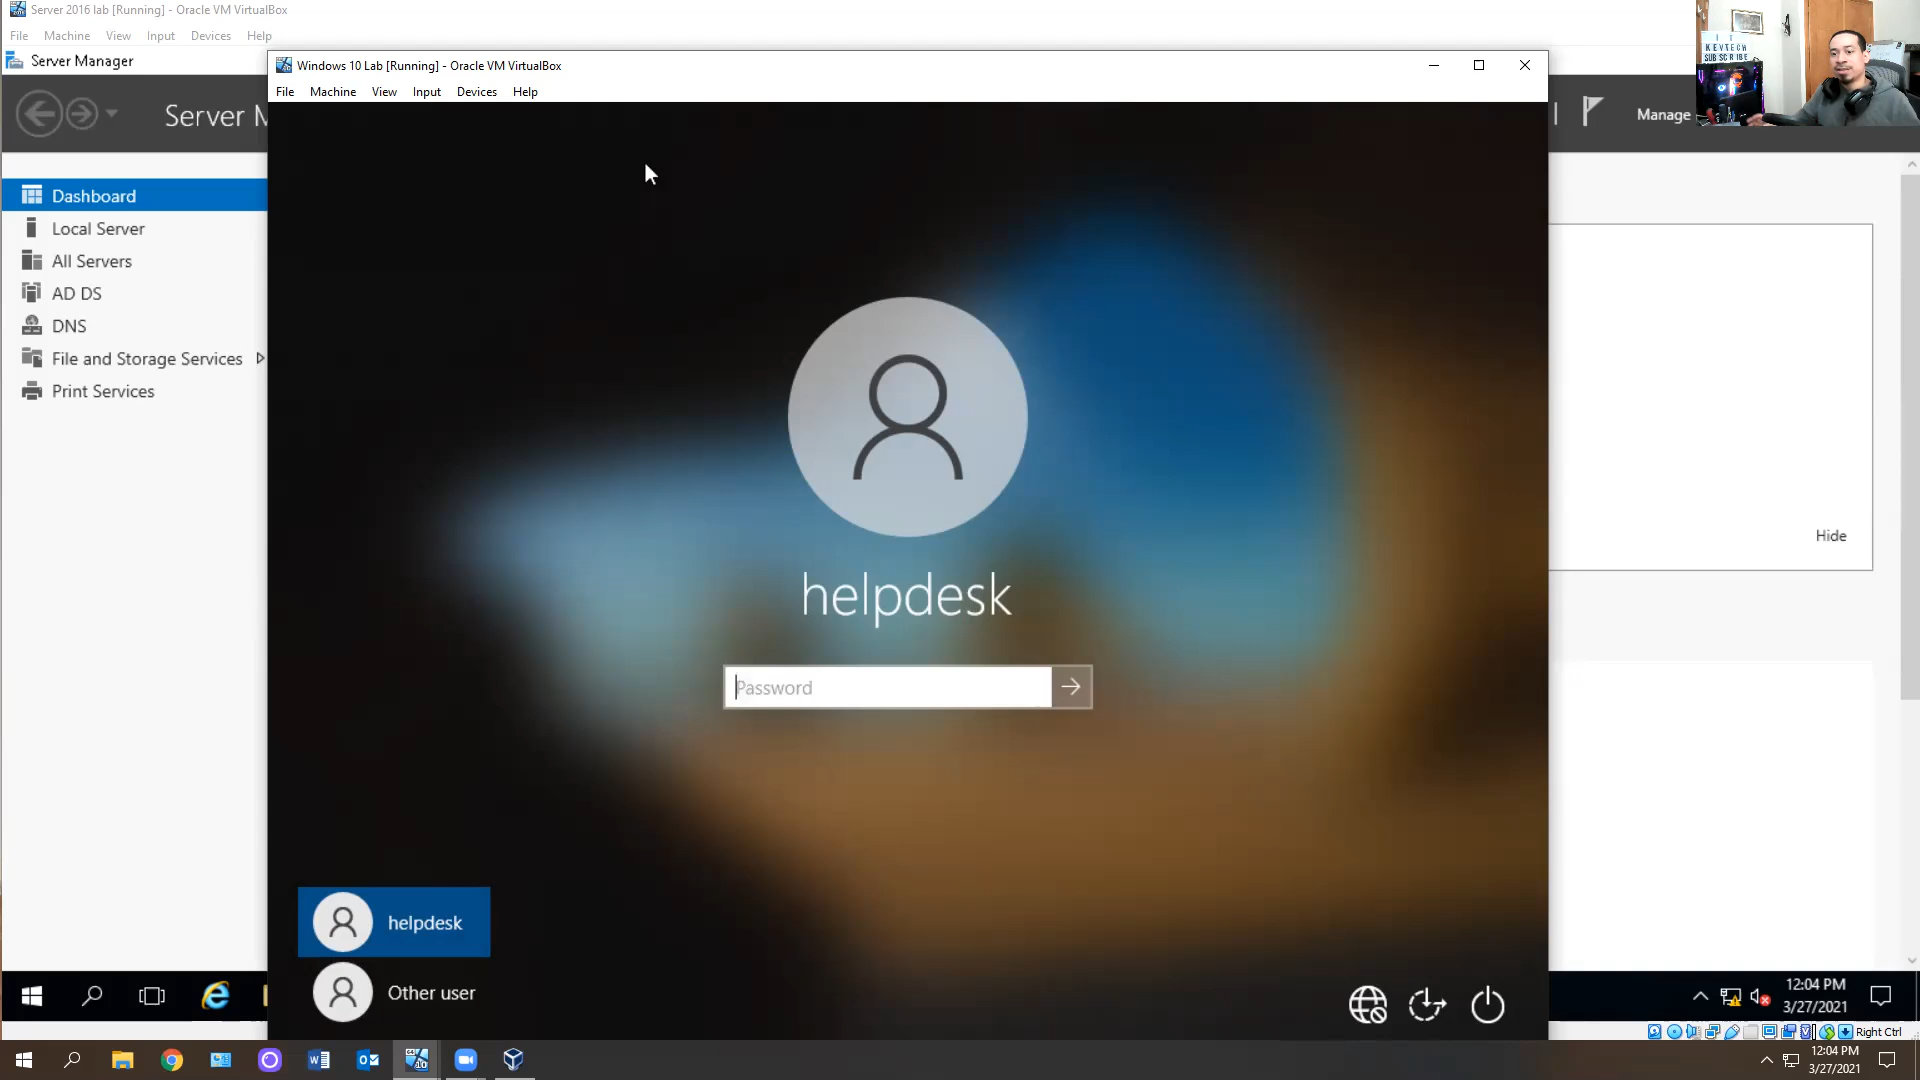 Server 2016 lab [Running] - Oracle VM VirtualBox
File Machine View Input Devices Help
Server Manager
Server M
Manage
IT
KEVTECH
SUBSCRIBE
Windows 10 Lab [Running] - Oracle VM VirtualBox
File Machine View Input Devices Help
Dashboard
Local Server
All Servers
AD DS
DNS
File and Storage Services
Print Services
Hide
helpdesk
Password
helpdesk
Other user
12:04 PM
3/27/2021
Right Ctrl
12:04 PM
3/27/2021